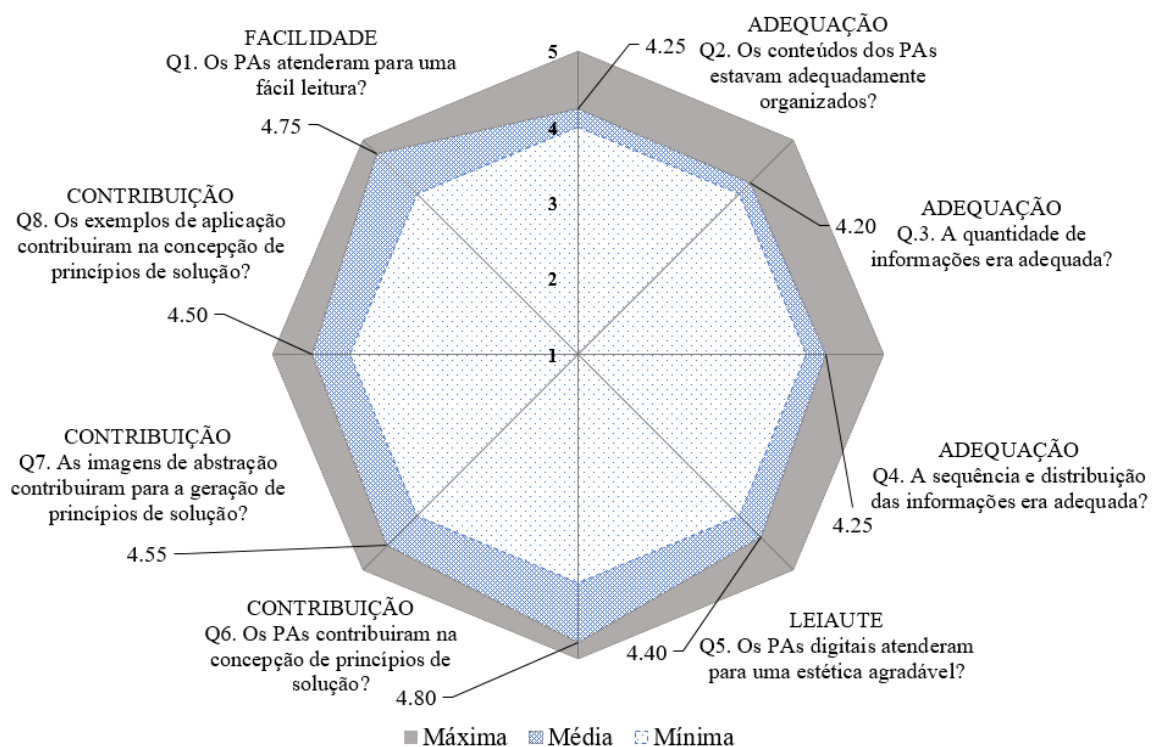 FACILIDADE
Q1. Os PAs atenderam para uma
fácil leitura?
4.75
5
4.25
ADEQUAÇÃO
Q2. Os conteúdos dos PAs
estavam adequadamente
organizados?
4
3
2
1
4.20
ADEQUAÇÃO
Q.3. A quantidade de
informações era adequada?
CONTRIBUIÇÃO
Q8. Os exemplos de aplicação
contribuiram na concepção de
princípios de solução?
4.50
ADEQUAÇÃO
Q4. A sequência e distribuição
das informações era adequada?
4.25
CONTRIBUIÇÃO
Q7. As imagens de abstração
contribuiram para a geração de
princípios de solução?
4.55
CONTRIBUIÇÃO
Q6. Os PAs contribuiram na
concepção de princípios de
solução?
4.80
4.40
LEIAUTE
Q5. Os PAs digitais atenderam
para uma estética agradável?
Máxima Média Mínima